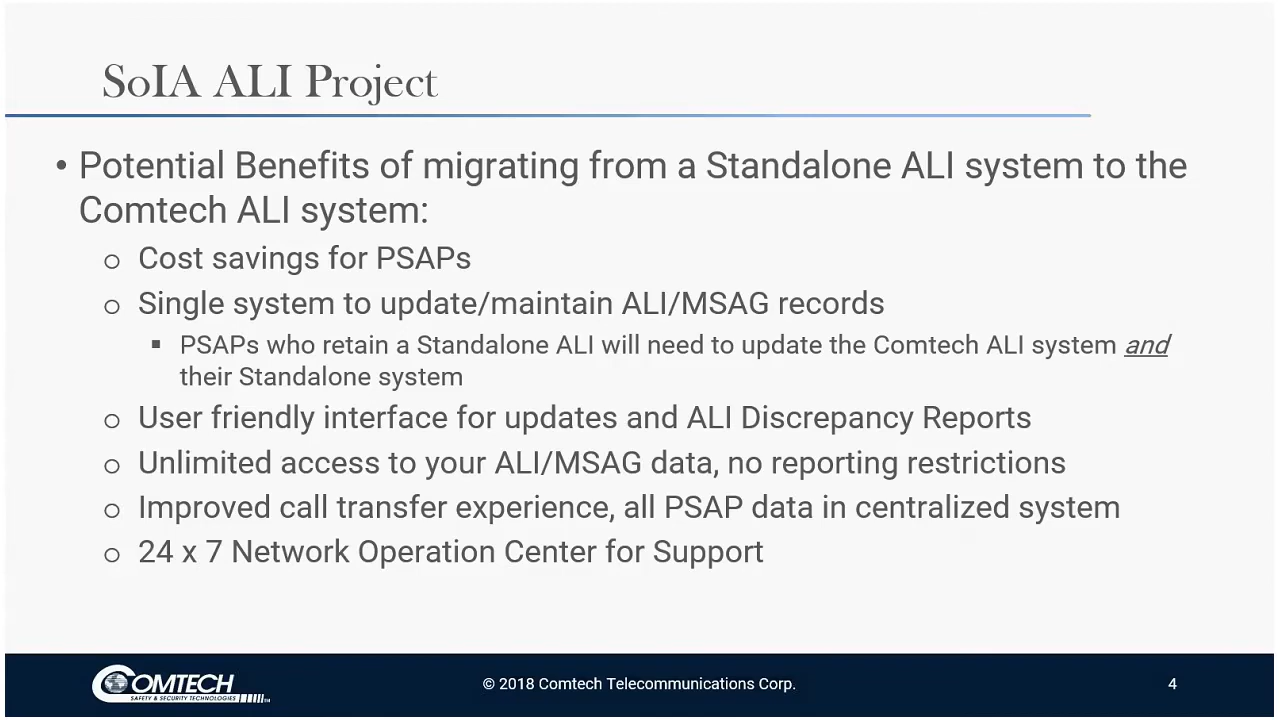 SoIA ALI Project
• Potential Benefits of migrating from a Standalone ALI system to the
Comtech ALI system:
o Cost savings for PSAPs
o Single system to update/maintain ALI/MSAG records
▪ PSAPs who retain a Standalone ALI will need to update the Comtech ALI system and
their Standalone system
o User friendly interface for updates and ALI Discrepancy Reports
o Unlimited access to your ALI/MSAG data, no reporting restrictions
o Improved call transfer experience, all PSAP data in centralized system
o 24 x 7 Network Operation Center for Support
COMTECH
SAFETY & SECURITY TECHNOLOGIES
TM
© 2018 Comtech Telecommunications Corp.
4